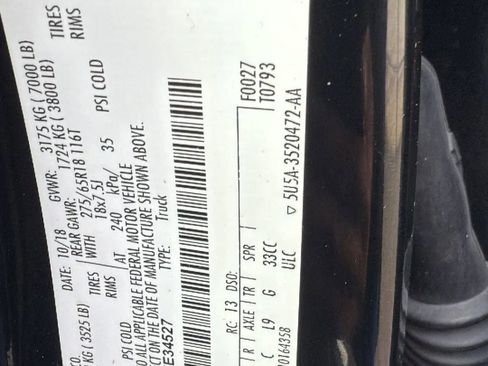 CO. DATE: 10/18 GVWR: 3175 KG ( 7000 LB)
KG ( 3525 LB) REAR GAWR: 1724 KG ( 3800 LB) TIRES
TIRES WITH 275/65R18 116T RIMS
RIMS 18x7.5J
PSI COLD AT 240 kPa/ 35 PSI COLD
O ALL APPLICABLE FEDERAL MOTOR VEHICLE
CT ON THE DATE OF MANUFACTURE SHOWN ABOVE.
E34527 TYPE: Truck
RC: 13 DSO: F0027
T R AXLE TR SPR T0793
C L9 G 33CC
00164358 ULC ▽ 5U5A-3520472-AA